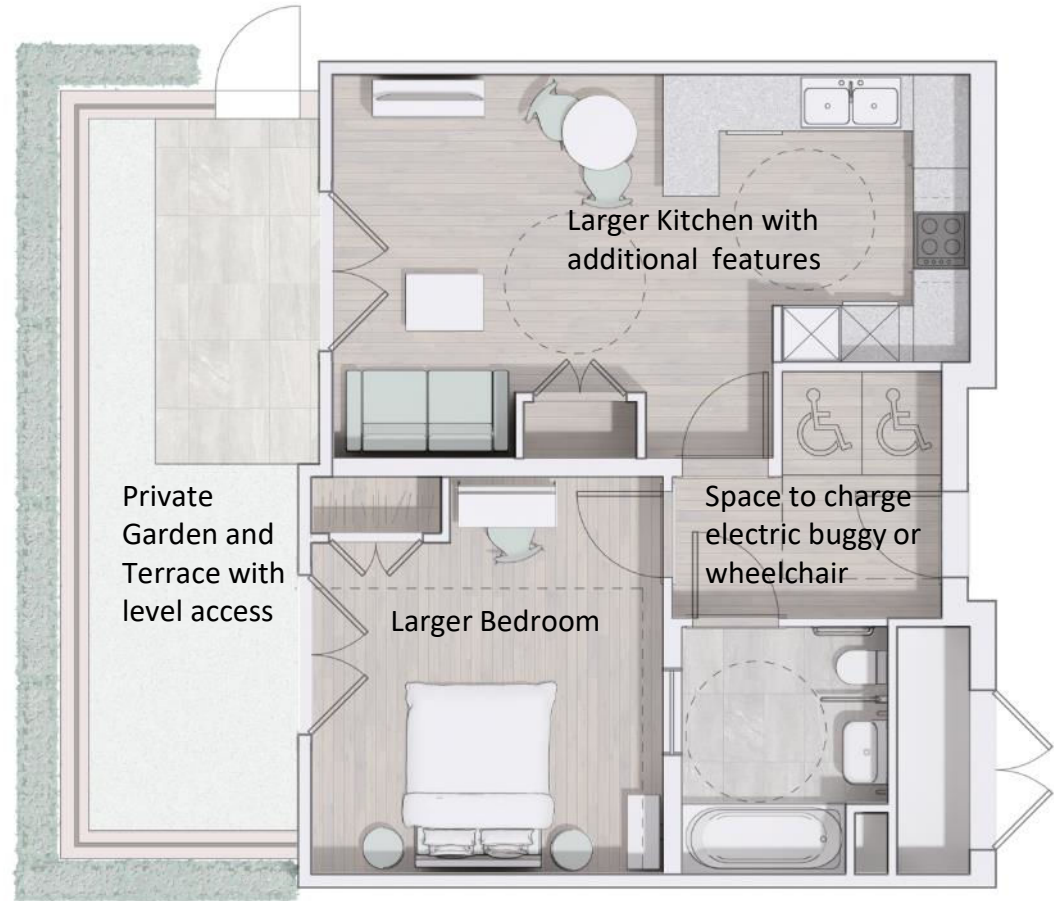 Larger Kitchen with
additional features
Private
Garden and
Terrace with
level access
Space to charge
electric buggy or
wheelchair
Larger Bedroom